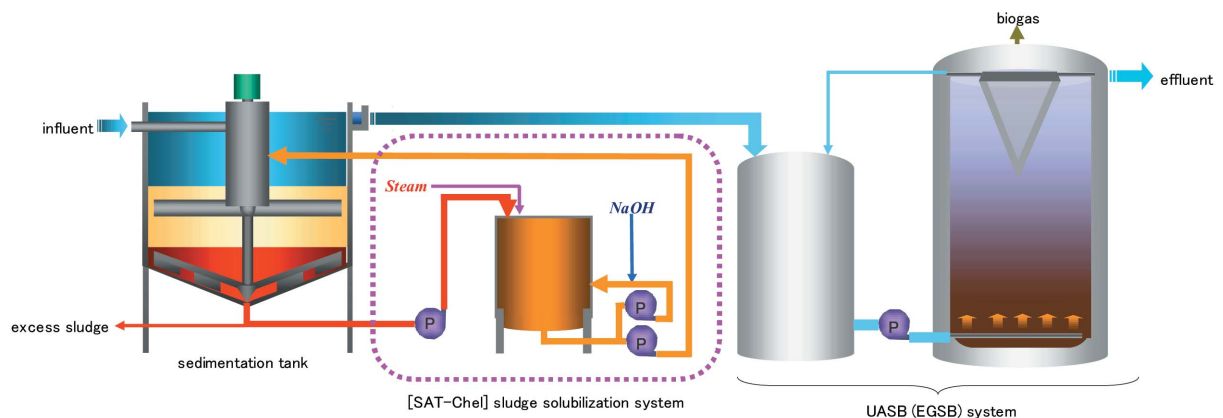 biogas
effluent
influent
Steam
NaOH
P
P
P
P
excess sludge
sedimentation tank
[SAT-Chel] sludge solubilization system
UASB (EGSB) system